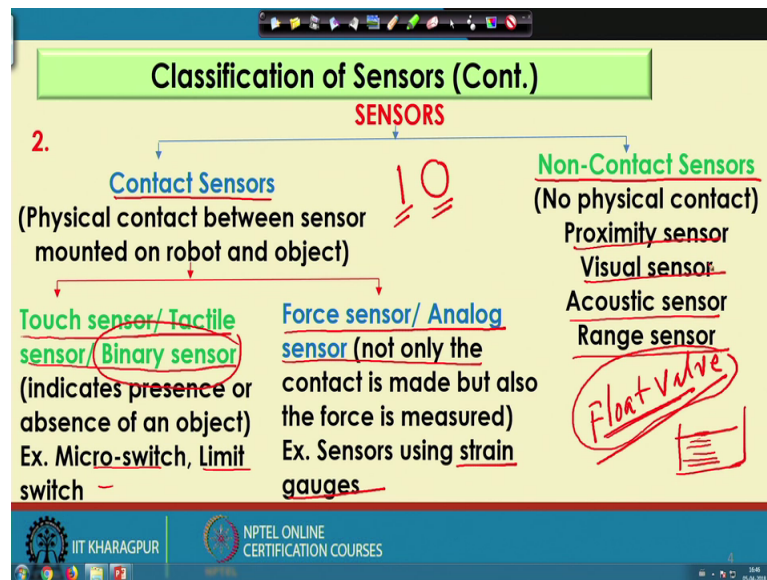 Classification of Sensors (Cont.)
SENSORS
2.
Contact Sensors
(Physical contact between sensor
mounted on robot and object)
1 0
Touch sensor/ Tactile
sensor/ Binary sensor
(indicates presence or
absence of an object)
Ex. Micro-switch, Limit
switch
Force sensor/ Analog
sensor (not only the
contact is made but also
the force is measured)
Ex. Sensors using strain
gauges
Non-Contact Sensors
(No physical contact)
Proximity sensor
Visual sensor
Acoustic sensor
Range sensor
Float valve
IIT KHARAGPUR
NPTEL ONLINE
CERTIFICATION COURSES
4
16:46